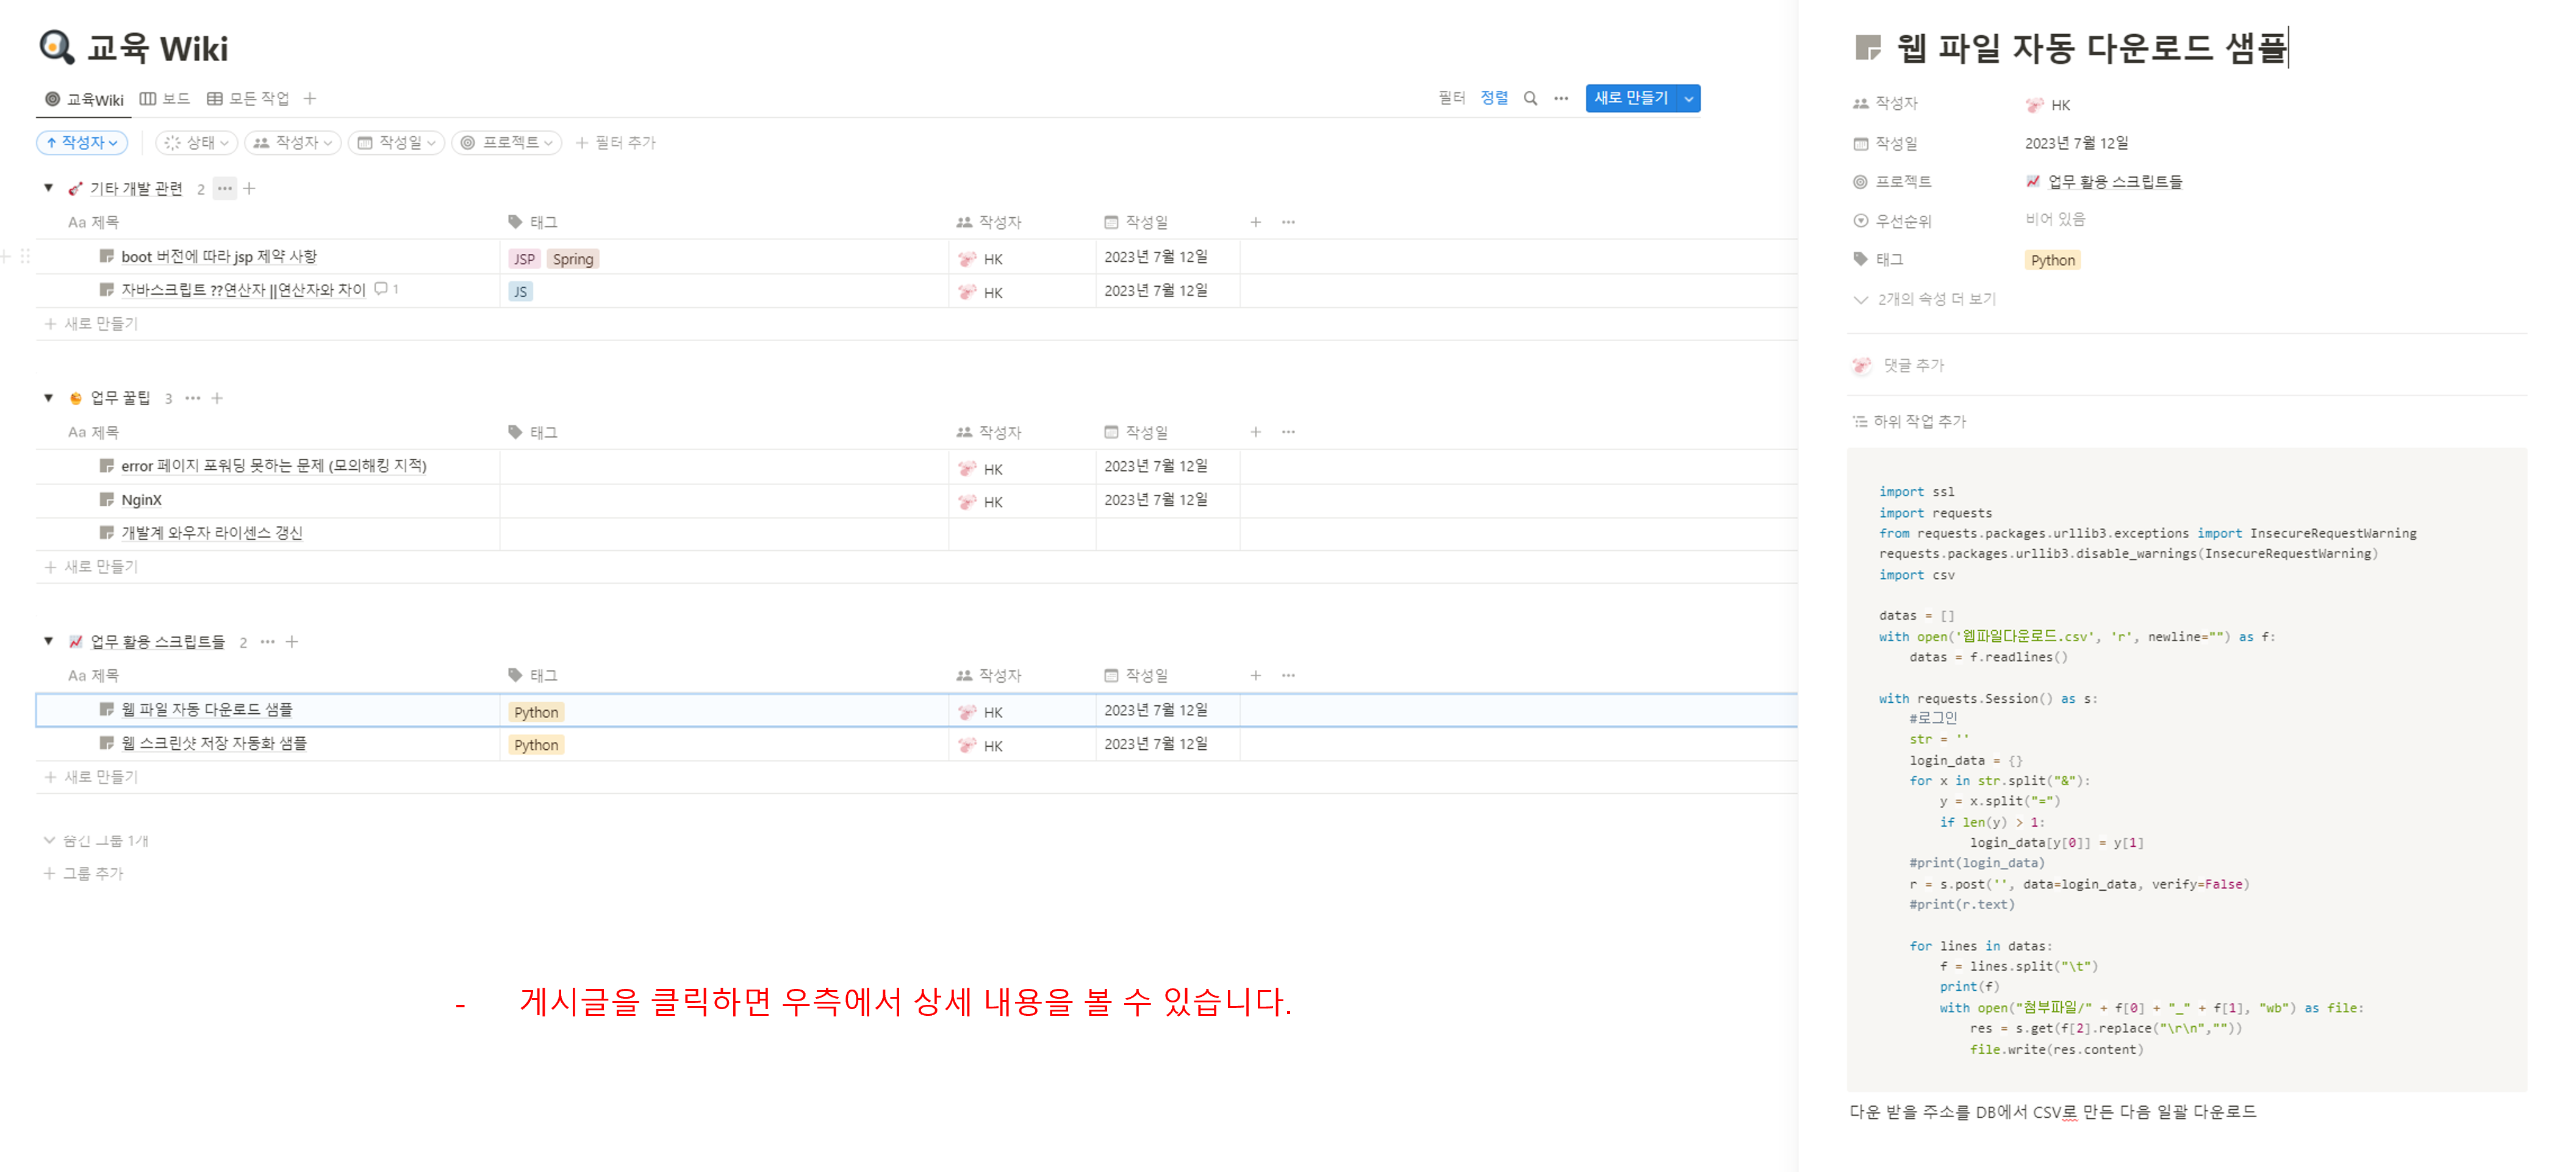 교육 Wiki
교육Wiki 보드 모든 작업
필터 정렬 새로 만들기
작성자 상태 작성자 작성일 프로젝트 필터 추가
기타 개발 관련 2
Aa 제목 태그 작성자 작성일
boot 버전에 따라 jsp 제약 사항 JSP Spring HK 2023년 7월 12일
자바스크립트 ??연산자 ||연산자와 차이 1 JS HK 2023년 7월 12일
새로 만들기
업무 꿀팁 3
Aa 제목 태그 작성자 작성일
error 페이지 포워딩 못하는 문제 (모의해킹 지적) HK 2023년 7월 12일
NginX HK 2023년 7월 12일
개발계 와우자 라이센스 갱신
새로 만들기
업무 활용 스크립트들 2
Aa 제목 태그 작성자 작성일
웹 파일 자동 다운로드 샘플 Python HK 2023년 7월 12일
웹 스크린샷 저장 자동화 샘플 Python HK 2023년 7월 12일
새로 만들기
숨긴 그룹 1개
그룹 추가
- 게시글을 클릭하면 우측에서 상세 내용을 볼 수 있습니다.
웹 파일 자동 다운로드 샘플
작성자 HK
작성일 2023년 7월 12일
프로젝트 업무 활용 스크립트들
우선순위 비어 있음
태그 Python
2개의 속성 더 보기
댓글 추가
하위 작업 추가
import ssl
import requests
from requests.packages.urllib3.exceptions import InsecureRequestWarning
requests.packages.urllib3.disable_warnings(InsecureRequestWarning)
import csv
datas = []
with open('웹파일다운로드.csv', 'r', newline="") as f:
    datas = f.readlines()
with requests.Session() as s:
    #로그인
    str = ''
    login_data = {}
    for x in str.split("&"):
        y = x.split("=")
        if len(y) > 1:
            login_data[y[0]] = y[1]
    #print(login_data)
    r = s.post('', data=login_data, verify=False)
    #print(r.text)
    for lines in datas:
        f = lines.split("\t")
        print(f)
        with open("첨부파일/" + f[0] + "_" + f[1], "wb") as file:
            res = s.get(f[2].replace("\r\n",""))
            file.write(res.content)
다운 받을 주소를 DB에서 CSV로 만든 다음 일괄 다운로드